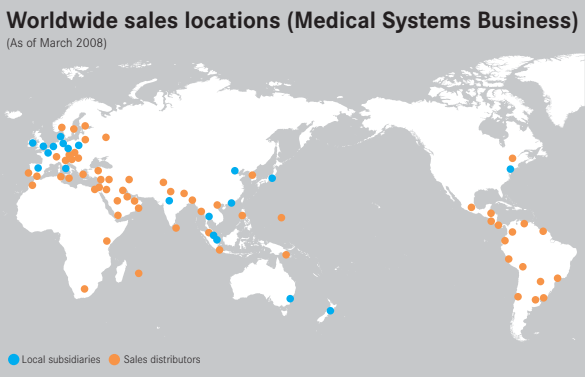 Worldwide sales locations (Medical Systems Business)
(As of March 2008)
Local subsidiaries
Sales distributors